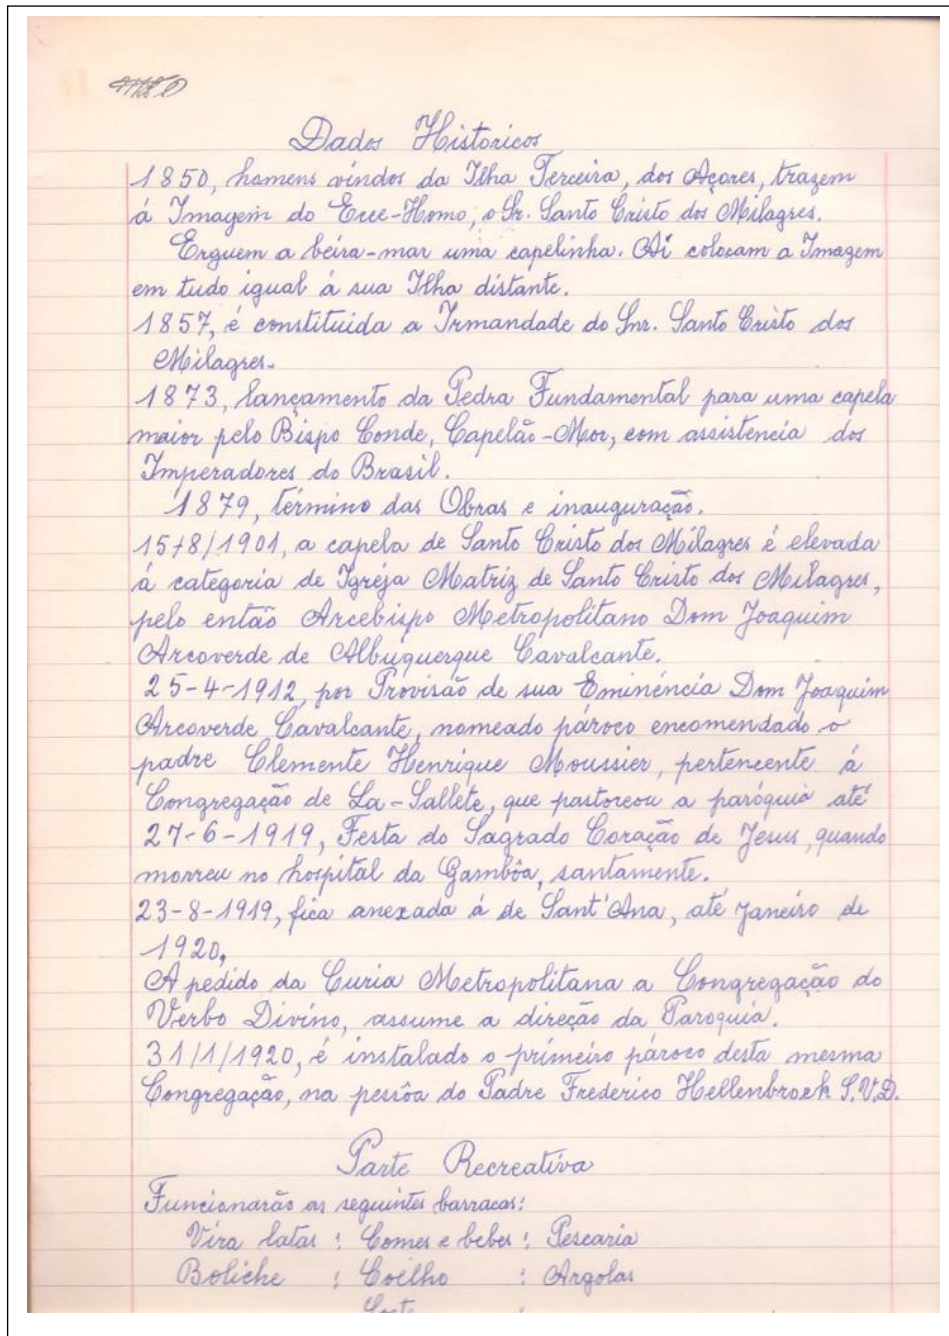 Dados Historicos
1850, homens vindos da Ilha Terceira, dos Açores, trazem
á Imagem do Ecce-Homo, o Sr. Santo Cristo dos Milagres.
Erguem a beira-mar uma capelinha. Aí colocam a Imagem
em tudo igual á sua Ilha distante.
1857, é constituida a Irmandade do Snr. Santo Cristo dos
Milagres.
1873, lançamento da Pedra Fundamental para uma capela
maior pelo Bispo Conde, Capelão-Mor, com assistencia dos
Imperadores do Brasil.
1879, término das Obras e inauguração.
15/8/1901, a capela de Santo Cristo dos Milagres é elevada
á categoria de Igreja Matriz de Santo Cristo dos Milagres,
pelo então Arcebispo Metropolitano Dom Joaquim
Arcoverde de Albuquerque Cavalcante.
25-4-1912, por Provisão de sua Eminência Dom Joaquim
Arcoverde Cavalcante, nomeado pároco encomendado o
padre Clemente Henrique Moussier, pertencente á
Congregação de La-Sallete, que pastoreou a paróquia até
27-6-1919, Festa do Sagrado Coração de Jesus, quando
morreu no hospital da Gambôa, santamente.
23-8-1919, fica anexada á de Sant'Ana, até Janeiro de
1920,
A pedido da Curia Metropolitana a Congregação do
Verbo Divino, assume a direção da Paroquia.
31/1/1920, é instalado o primeiro pároco desta mesma
Congregação, na pessôa do Padre Frederico Hellenbroek S.V.D.
Parte Recreativa
Funcionarão as seguintes barracas:
Vira latas : Comes e bebes : Pescaria
Boliche : Coelho : Argolas